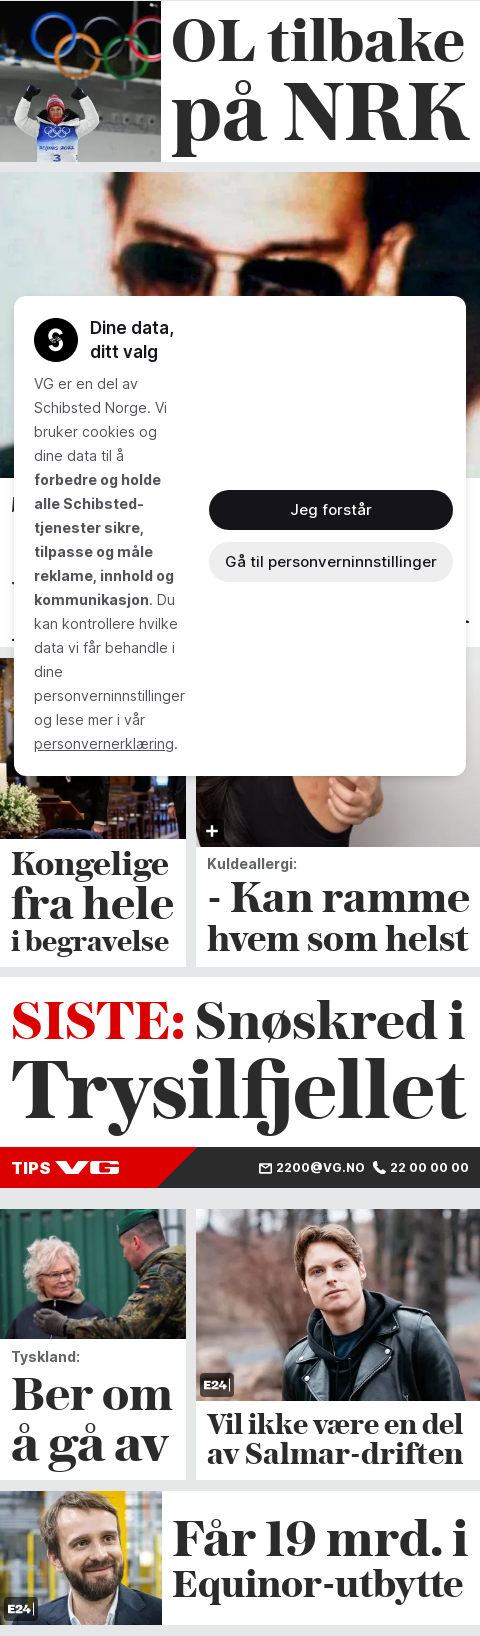 OL tilbake
på NRK
Dine data,
ditt valg
VG er en del av
Schibsted Norge. Vi
bruker cookies og
dine data til å
forbedre og holde
alle Schibsted-
tjenester sikre,
tilpasse og måle
reklame, innhold og
kommunikasjon. Du
kan kontrollere hvilke
data vi får behandle i
dine
personverninnstillinger
og lese mer i vår
personvernerklæring.
Jeg forstår
Gå til personverninnstillinger
Kongelige
fra hele
i begravelse
Kuldeallergi:
- Kan ramme
hvem som helst
SISTE: Snøskred i
Trysilfjellet
TIPS VG 2200@VG.NO 22 00 00 00
Tyskland:
Ber om
å gå av
E24
Vil ikke være en del
av Salmar-driften
E24
Får 19 mrd. i
Equinor-utbytte